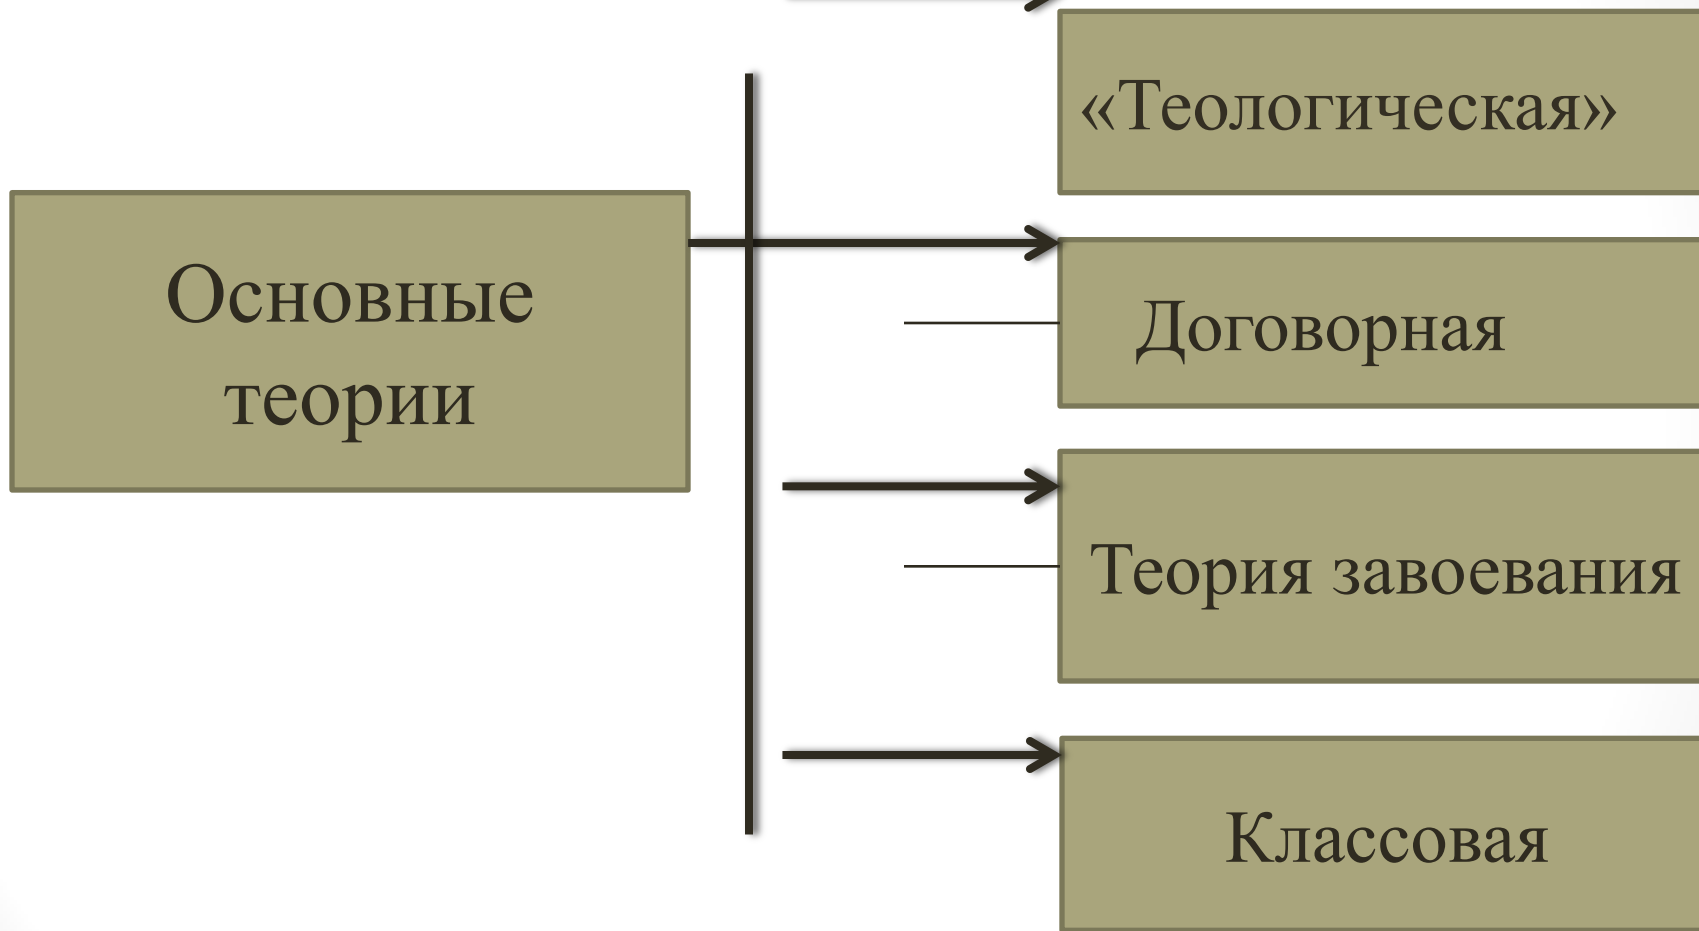 Основные
теории
«Теологическая»
Договорная
Теория завоевания
Классовая